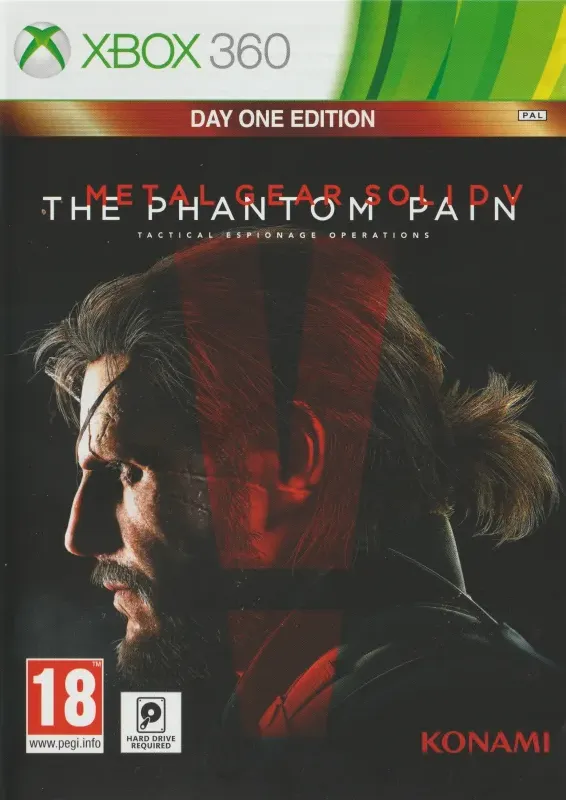 XBOX 360
DAY ONE EDITION
PAL
METAL GEAR SOLID V
THE PHANTOM PAIN
TACTICAL ESPIONAGE OPERATIONS
18
TM
www.pegi.info
HARD DRIVE
REQUIRED
KONAMI